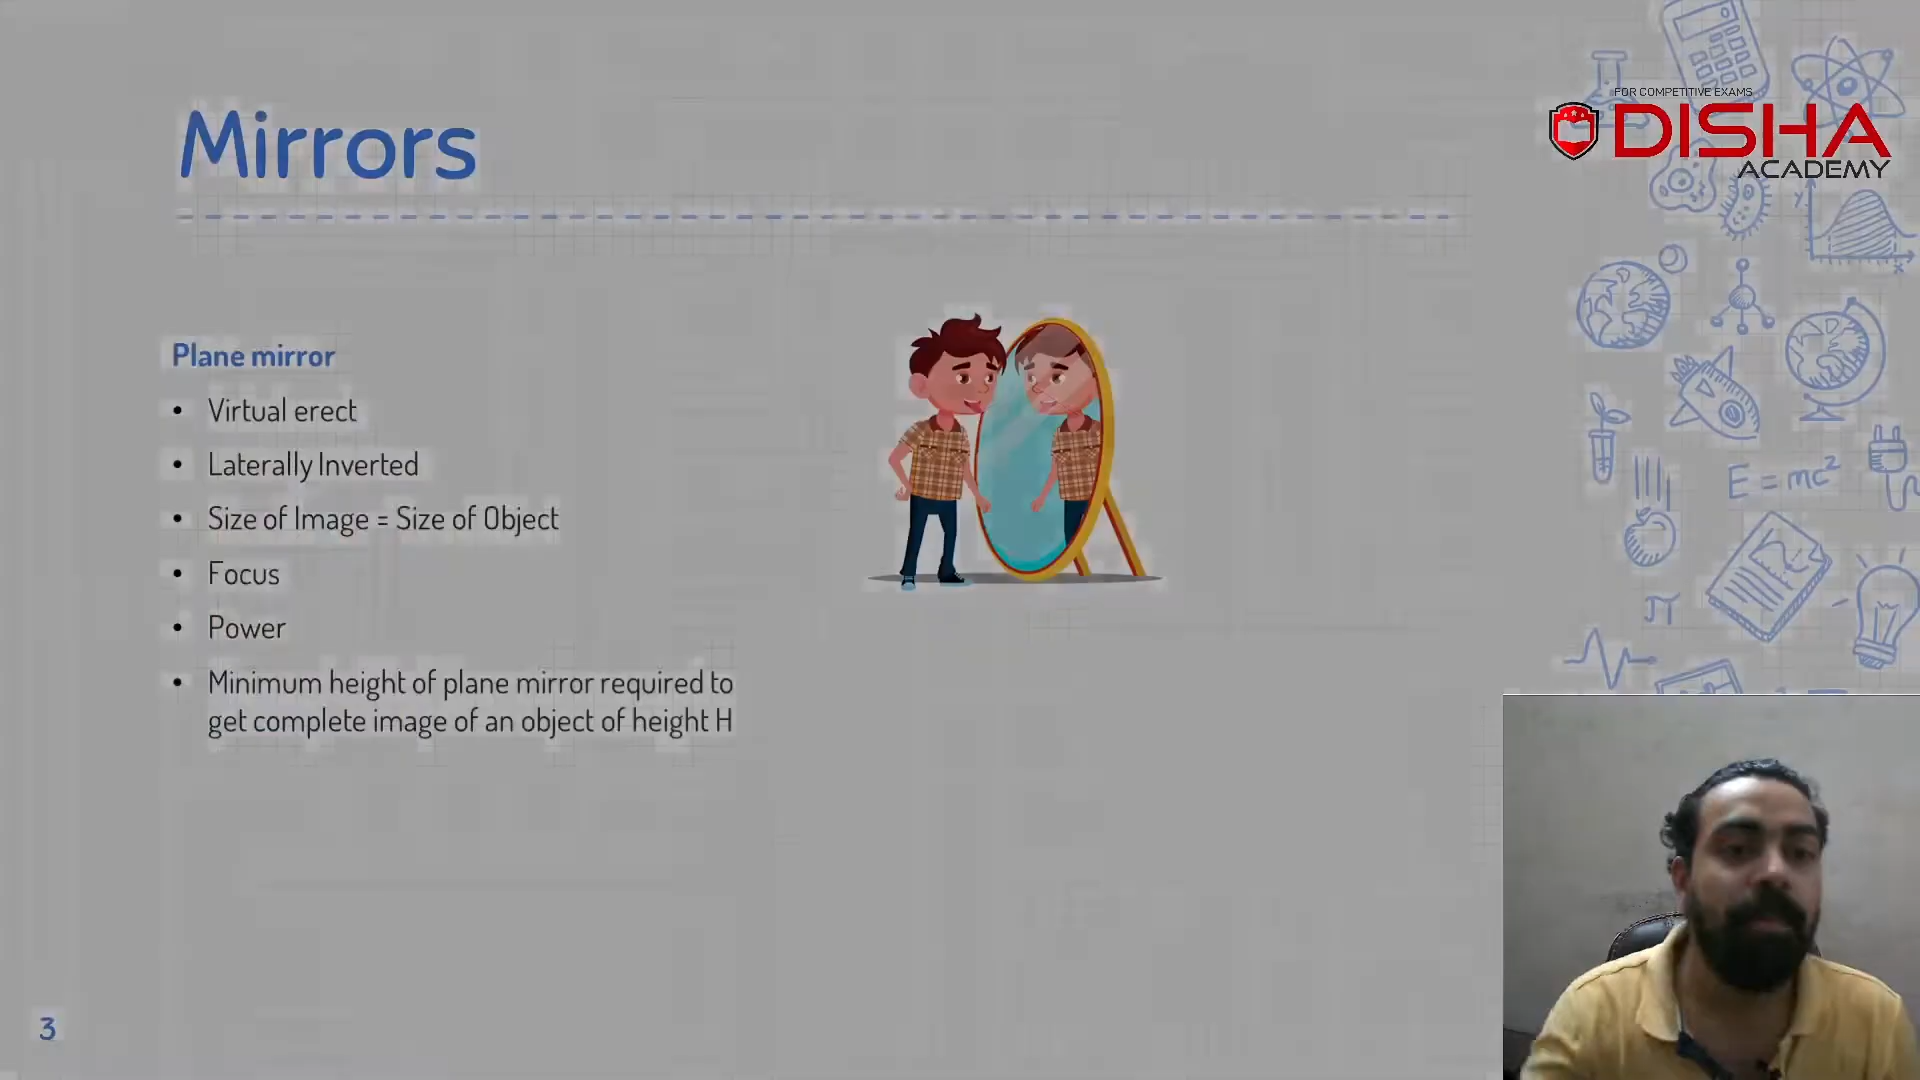 FOR COMPETITIVE EXAMS
DISHA
ACADEMY
Mirrors
Plane mirror
• Virtual erect
• Laterally Inverted
• Size of Image = Size of Object
• Focus
• Power
• Minimum height of plane mirror required to
get complete image of an object of height H
E = mc²
π
y
x
3